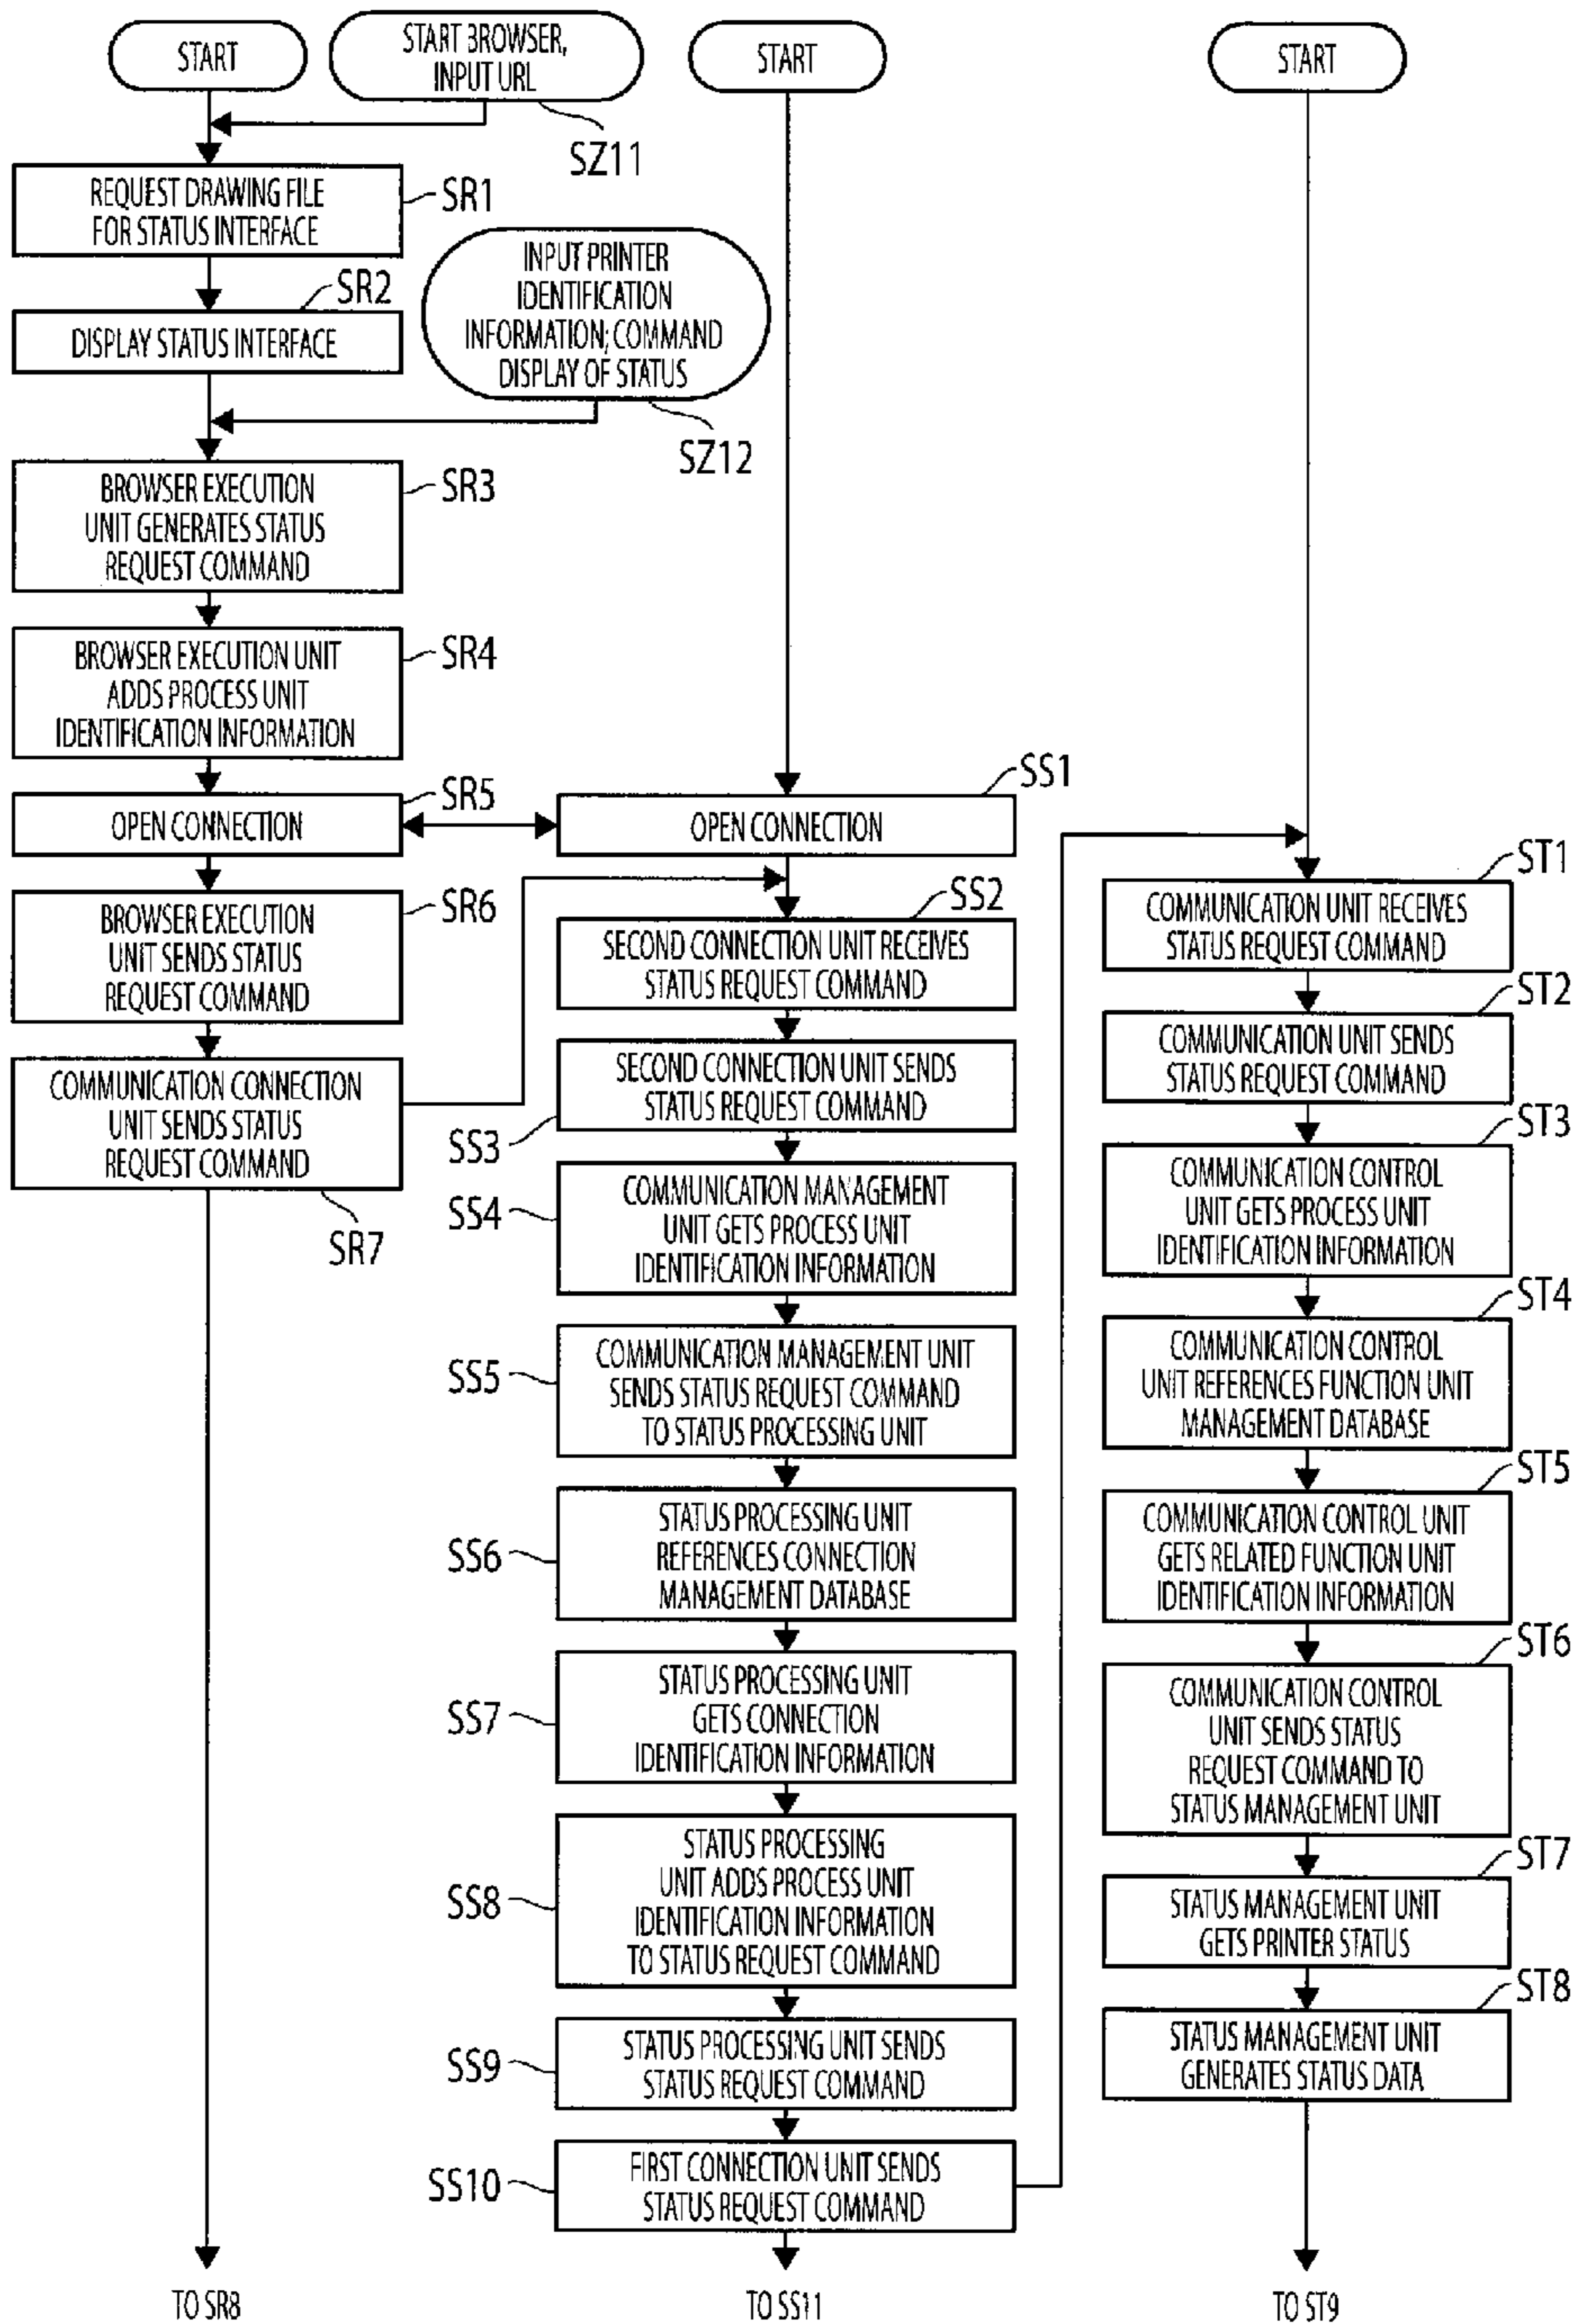 START
START BROWSER,
INPUT URL
SZ11
REQUEST DRAWING FILE
FOR STATUS INTERFACE
SR1
DISPLAY STATUS INTERFACE
SR2
INPUT PRINTER
IDENTIFICATION
INFORMATION; COMMAND
DISPLAY OF STATUS
SZ12
BROWSER EXECUTION
UNIT GENERATES STATUS
REQUEST COMMAND
SR3
BROWSER EXECUTION UNIT
ADDS PROCESS UNIT
IDENTIFICATION INFORMATION
SR4
OPEN CONNECTION
SR5
BROWSER EXECUTION
UNIT SENDS STATUS
REQUEST COMMAND
SR6
COMMUNICATION CONNECTION
UNIT SENDS STATUS
REQUEST COMMAND
SR7
TO SR8
START
OPEN CONNECTION
SS1
SECOND CONNECTION UNIT RECEIVES
STATUS REQUEST COMMAND
SS2
SECOND CONNECTION UNIT SENDS
STATUS REQUEST COMMAND
SS3
COMMUNICATION MANAGEMENT
UNIT GETS PROCESS UNIT
IDENTIFICATION INFORMATION
SS4
COMMUNICATION MANAGEMENT UNIT
SENDS STATUS REQUEST COMMAND
TO STATUS PROCESSING UNIT
SS5
STATUS PROCESSING UNIT
REFERENCES CONNECTION
MANAGEMENT DATABASE
SS6
STATUS PROCESSING UNIT
GETS CONNECTION
IDENTIFICATION INFORMATION
SS7
STATUS PROCESSING
UNIT ADDS PROCESS UNIT
IDENTIFICATION INFORMATION
TO STATUS REQUEST COMMAND
SS8
STATUS PROCESSING UNIT SENDS
STATUS REQUEST COMMAND
SS9
FIRST CONNECTION UNIT SENDS
STATUS REQUEST COMMAND
SS10
TO SS11
START
COMMUNICATION UNIT RECEIVES
STATUS REQUEST COMMAND
ST1
COMMUNICATION UNIT SENDS
STATUS REQUEST COMMAND
ST2
COMMUNICATION CONTROL
UNIT GETS PROCESS UNIT
IDENTIFICATION INFORMATION
ST3
COMMUNICATION CONTROL
UNIT REFERENCES FUNCTION UNIT
MANAGEMENT DATABASE
ST4
COMMUNICATION CONTROL UNIT
GETS RELATED FUNCTION UNIT
IDENTIFICATION INFORMATION
ST5
COMMUNICATION CONTROL
UNIT SENDS STATUS
REQUEST COMMAND TO
STATUS MANAGEMENT UNIT
ST6
STATUS MANAGEMENT UNIT
GETS PRINTER STATUS
ST7
STATUS MANAGEMENT UNIT
GENERATES STATUS DATA
ST8
TO ST9